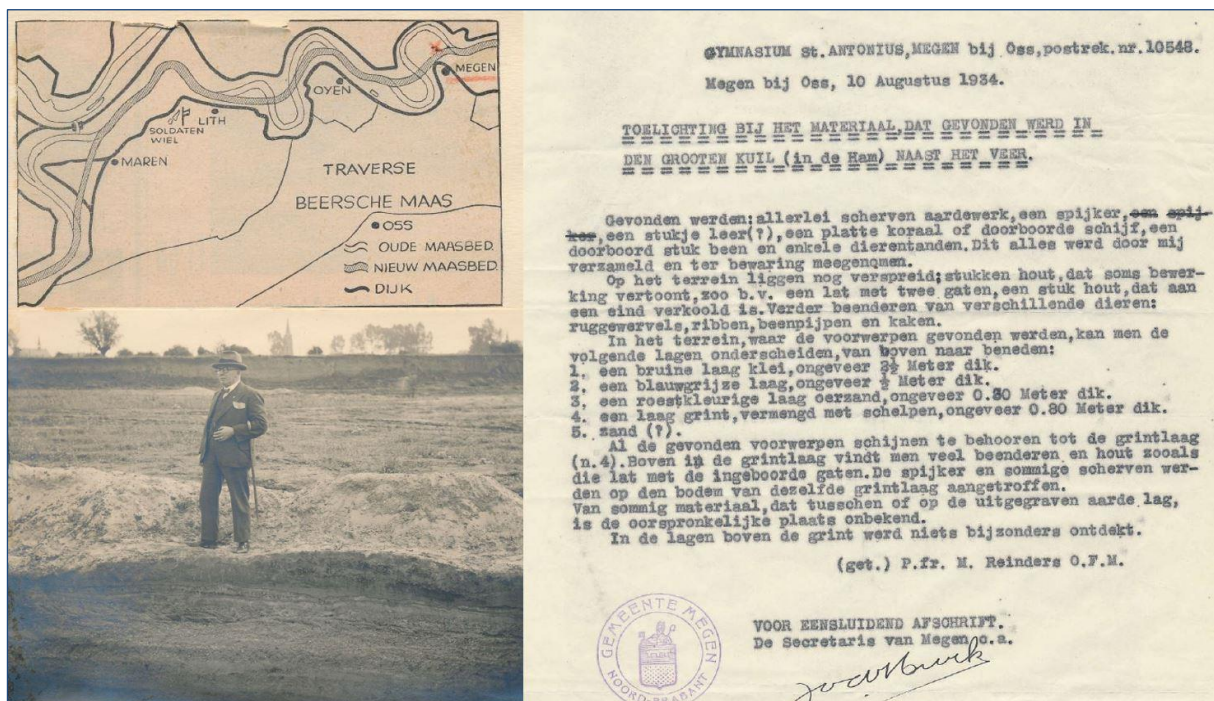 MEGEN
OYEN
LITH
SOLDATEN
WIEL
MAREN
TRAVERSE
BEERSCHE MAAS
OSS
OUDE MAASBED.
NIEUW MAASBED.
DIJK
GYMNASIUM St. ANTONIUS,MEGEN bij Oss,postrek.nr.10548.
Megen bij Oss, 10 Augustus 1934.
TOELICHTING BIJ HET MATERIAAL,DAT GEVONDEN WERD IN
DEN GROOTEN KUIL (in de Ham) NAAST HET VEER.
Gevonden werden:allerlei scherven aardewerk,een spijker,een spij-
ker,een stukje leer(?),een platte koraal of doorboorde schijf,een
doorboord stuk been en enkele dierentanden.Dit alles werd door mij
verzameld en ter bewaring meegenomen.
Op het terrein liggen nog verspreid:stukken hout,dat soms bewer-
king vertoont,zoo b.v. een lat met twee gaten,een stuk hout,dat aan
een eind verkoold is.Verder beenderen van verschillende dieren:
ruggewervels,ribben,beenpijpen en kaken.
In het terrein,waar de voorwerpen gevonden werden,kan men de
volgende lagen onderscheiden,van boven naar beneden:
1. een bruine laag klei,ongeveer ½ Meter dik.
2. een blauwgrijze laag,ongeveer ½ Meter dik.
3. een roestkleurige laag oerzand,ongeveer 0.30 Meter dik.
4. een laag grint,vermengd met schelpen,ongeveer 0.80 Meter dik.
5. zand (?).
Al de gevonden voorwerpen schijnen te behooren tot de grintlaag
(n.4).Boven in de grintlaag vindt men veel beenderen en hout zooals
die lat met de ingeboorde gaten.De spijker en sommige scherven wer-
den op den bodem van dezelfde grintlaag aangetroffen.
Van sommig materiaal,dat tusschen of op de uitgegraven aarde lag,
is de oorspronkelijke plaats onbekend.
In de lagen boven de grint werd niets bijzonders ontdekt.
(get.) P.fr. M. Reinders O.F.M.
VOOR EENSLUIDEND AFSCHRIFT.
De Secretaris van Megen c.a.
GEMEENTE MEGEN
NOORD-BRABANT